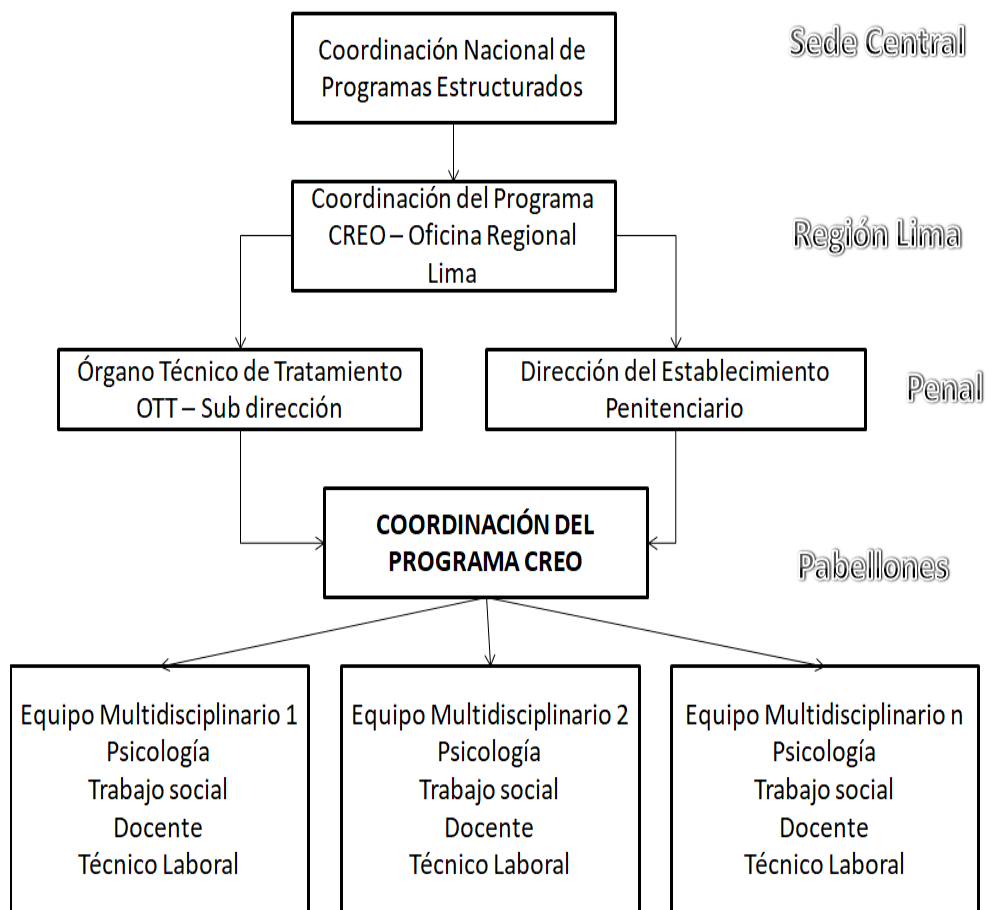 Coordinación Nacional de
Programas Estructurados
Sede Central
Coordinación del Programa
CREO – Oficina Regional
Lima
Región Lima
Órgano Técnico de Tratamiento
OTT – Sub dirección
Dirección del Establecimiento
Penitenciario
Penal
COORDINACIÓN DEL
PROGRAMA CREO
Pabellones
Equipo Multidisciplinario 1
Psicología
Trabajo social
Docente
Técnico Laboral
Equipo Multidisciplinario 2
Psicología
Trabajo social
Docente
Técnico Laboral
Equipo Multidisciplinario n
Psicología
Trabajo social
Docente
Técnico Laboral